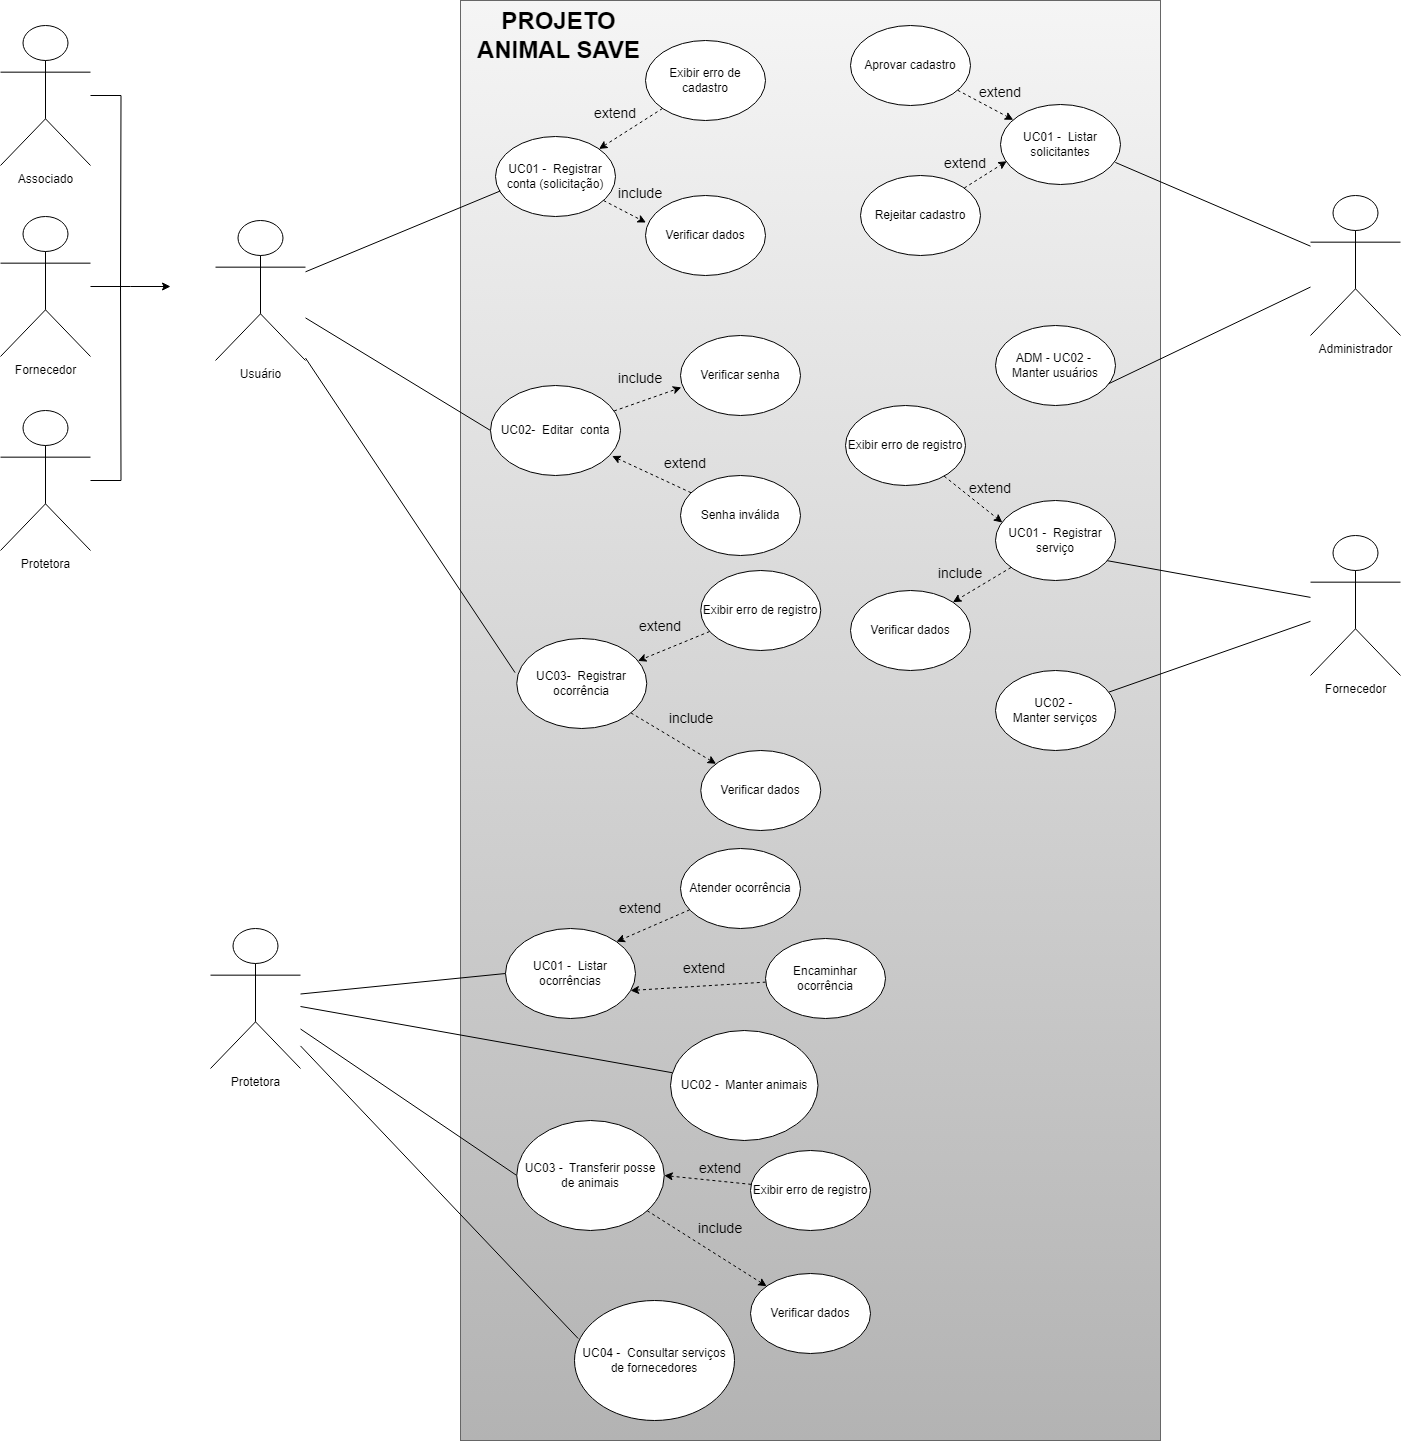 PROJETO
ANIMAL SAVE
Associado
Fornecedor
Protetora
Usuário
Exibir erro de
cadastro
extend
UC01 -  Registrar
conta (solicitação)
include
Verificar dados
Aprovar cadastro
extend
UC01 -  Listar
solicitantes
extend
Rejeitar cadastro
Administrador
ADM - UC02 -
Manter usuários
Verificar senha
include
UC02-  Editar  conta
extend
Senha inválida
Exibir erro de registro
extend
UC01 -  Registrar
serviço
include
Verificar dados
Fornecedor
UC02 -
Manter serviços
Exibir erro de registro
extend
UC03-  Registrar
ocorrência
include
Verificar dados
Atender ocorrência
extend
UC01 -  Listar
ocorrências
extend
Encaminhar
ocorrência
Protetora
UC02 -  Manter animais
UC03 -  Transferir posse
de animais
extend
Exibir erro de registro
include
Verificar dados
UC04 -  Consultar serviços
de fornecedores